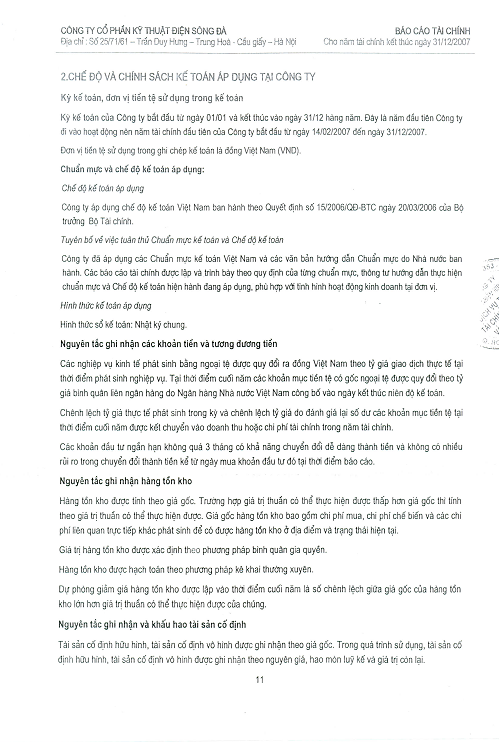 CÔNG TY CỔ PHẦN KỸ THUẬT ĐIỆN SÔNG ĐÀ
BÁO CÁO TÀI CHÍNH
Địa chỉ : Số 25/71/61 – Trần Duy Hưng – Trung Hoà - Cầu giấy – Hà Nội
Cho năm tài chính kết thúc ngày 31/12/2007
2.CHẾ ĐỘ VÀ CHÍNH SÁCH KẾ TOÁN ÁP DỤNG TẠI CÔNG TY
Kỳ kế toán, đơn vị tiền tệ sử dụng trong kế toán
Kỳ kế toán của Công ty bắt đầu từ ngày 01/01 và kết thúc vào ngày 31/12 hàng năm. Đây là năm đầu tiên Công ty
đi vào hoạt động nên năm tài chính đầu tiên của Công ty bắt đầu từ ngày 14/02/2007 đến ngày 31/12/2007.
Đơn vị tiền tệ sử dụng trong ghi chép kế toán là đồng Việt Nam (VND).
Chuẩn mực và chế độ kế toán áp dụng:
Chế độ kế toán áp dụng
Công ty áp dụng chế độ kế toán Việt Nam ban hành theo Quyết định số 15/2006/QĐ-BTC ngày 20/03/2006 của Bộ
trưởng Bộ Tài chính.
Tuyên bố về việc tuân thủ Chuẩn mực kế toán và Chế độ kế toán
Công ty đã áp dụng các Chuẩn mực kế toán Việt Nam và các văn bản hướng dẫn Chuẩn mực do Nhà nước ban
hành. Các báo cáo tài chính được lập và trình bày theo quy định của từng chuẩn mực, thông tư hướng dẫn thực hiện
chuẩn mực và Chế độ kế toán hiện hành đang áp dụng, phù hợp với tình hình hoạt động kinh doanh tại đơn vị.
Hình thức kế toán áp dụng
Hình thức sổ kế toán: Nhật ký chung.
Nguyên tắc ghi nhận các khoản tiền và tương đương tiền
Các nghiệp vụ kinh tế phát sinh bằng ngoại tệ được quy đổi ra đồng Việt Nam theo tỷ giá giao dịch thực tế tại
thời điểm phát sinh nghiệp vụ. Tại thời điểm cuối năm các khoản mục tiền tệ có gốc ngoại tệ được quy đổi theo tỷ
giá bình quân liên ngân hàng do Ngân hàng Nhà nước Việt Nam công bố vào ngày kết thúc niên độ kế toán.
Chênh lệch tỷ giá thực tế phát sinh trong kỳ và chênh lệch tỷ giá do đánh giá lại số dư các khoản mục tiền tệ tại
thời điểm cuối năm được kết chuyển vào doanh thu hoặc chi phí tài chính trong năm tài chính.
Các khoản đầu tư ngắn hạn không quá 3 tháng có khả năng chuyển đổi dễ dàng thành tiền và không có nhiều
rủi ro trong chuyển đổi thành tiền kể từ ngày mua khoản đầu tư đó tại thời điểm báo cáo.
Nguyên tắc ghi nhận hàng tồn kho
Hàng tồn kho được tính theo giá gốc. Trường hợp giá trị thuần có thể thực hiện được thấp hơn giá gốc thì tính
theo giá trị thuần có thể thực hiện được. Giá gốc hàng tồn kho bao gồm chi phí mua, chi phí chế biến và các chi
phí liên quan trực tiếp khác phát sinh để có được hàng tồn kho ở địa điểm và trạng thái hiện tại.
Giá trị hàng tồn kho được xác định theo phương pháp bình quân gia quyền.
Hàng tồn kho được hạch toán theo phương pháp kê khai thường xuyên.
Dự phòng giảm giá hàng tồn kho được lập vào thời điểm cuối năm là số chênh lệch giữa giá gốc của hàng tồn
kho lớn hơn giá trị thuần có thể thực hiện được của chúng.
Nguyên tắc ghi nhận và khấu hao tài sản cố định
Tài sản cố định hữu hình, tài sản cố định vô hình được ghi nhận theo giá gốc. Trong quá trình sử dụng, tài sản cố
định hữu hình, tài sản cố định vô hình được ghi nhận theo nguyên giá, hao mòn luỹ kế và giá trị còn lại.
11